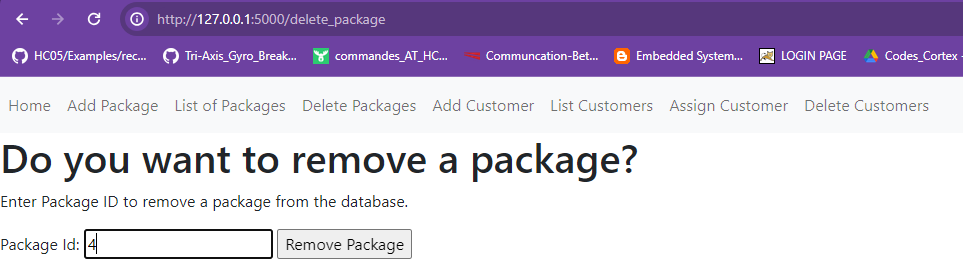 http://127.0.0.1:5000/delete_package
HC05/Examples/rec... Tri-Axis_Gyro_Break... commandes_AT_HC... Communcation-Bet... Embedded System... LOGIN PAGE Codes_Cortex -
Home Add Package List of Packages Delete Packages Add Customer List Customers Assign Customer Delete Customers
Do you want to remove a package?
Enter Package ID to remove a package from the database.
Package Id: 4 Remove Package